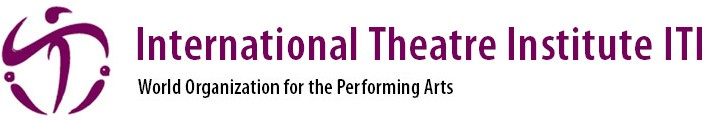 International Theatre Institute ITI
World Organization for the Performing Arts